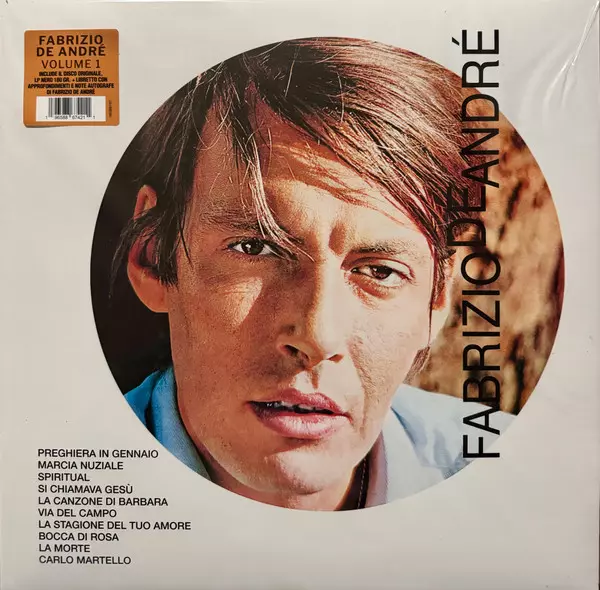 FABRIZIO
DE ANDRÉ
VOLUME 1
INCLUDE IL DISCO ORIGINALE,
LP NERO 180 GR. + LIBRETTO CON
APPROFONDIMENTI E NOTE AUTOGRAFE
DI FABRIZIO DE ANDRÉ
FABRIZIO DE ANDRÉ
PREGHIERA IN GENNAIO
MARCIA NUZIALE
SPIRITUAL
SI CHIAMAVA GESÙ
LA CANZONE DI BARBARA
VIA DEL CAMPO
LA STAGIONE DEL TUO AMORE
BOCCA DI ROSA
LA MORTE
CARLO MARTELLO